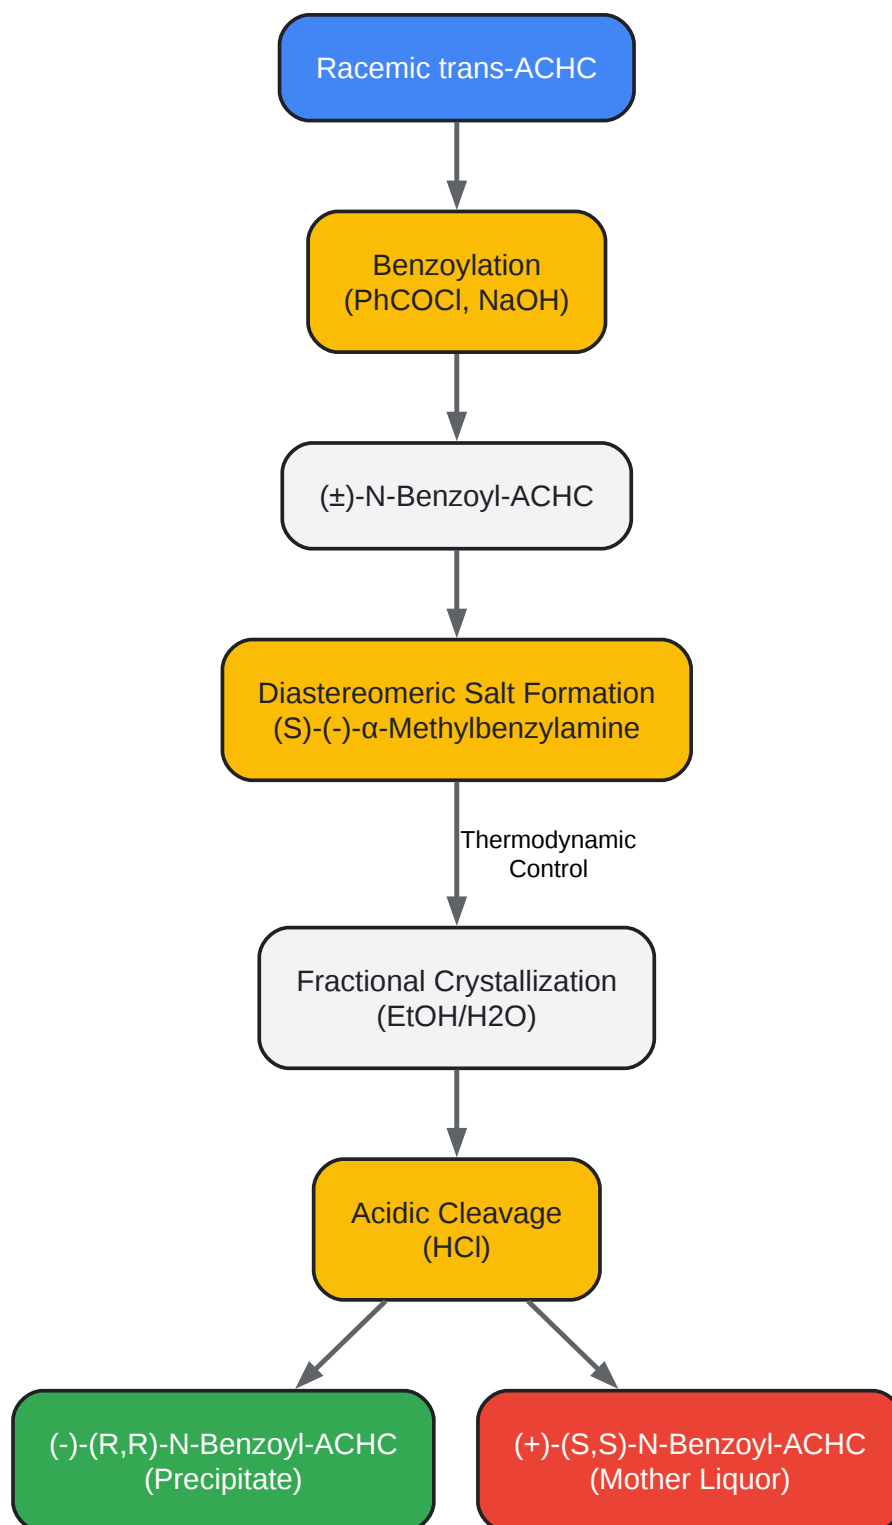 Racemic trans-ACHC
Benzoylation
(PhCOCl, NaOH)
(±)-N-Benzoyl-ACHC
Diastereomeric Salt Formation
(S)-(-)-α-Methylbenzylamine
Thermodynamic
Control
Fractional Crystallization
(EtOH/H2O)
Acidic Cleavage
(HCl)
(-)-(R,R)-N-Benzoyl-ACHC
(Precipitate)
(+)-(S,S)-N-Benzoyl-ACHC
(Mother Liquor)